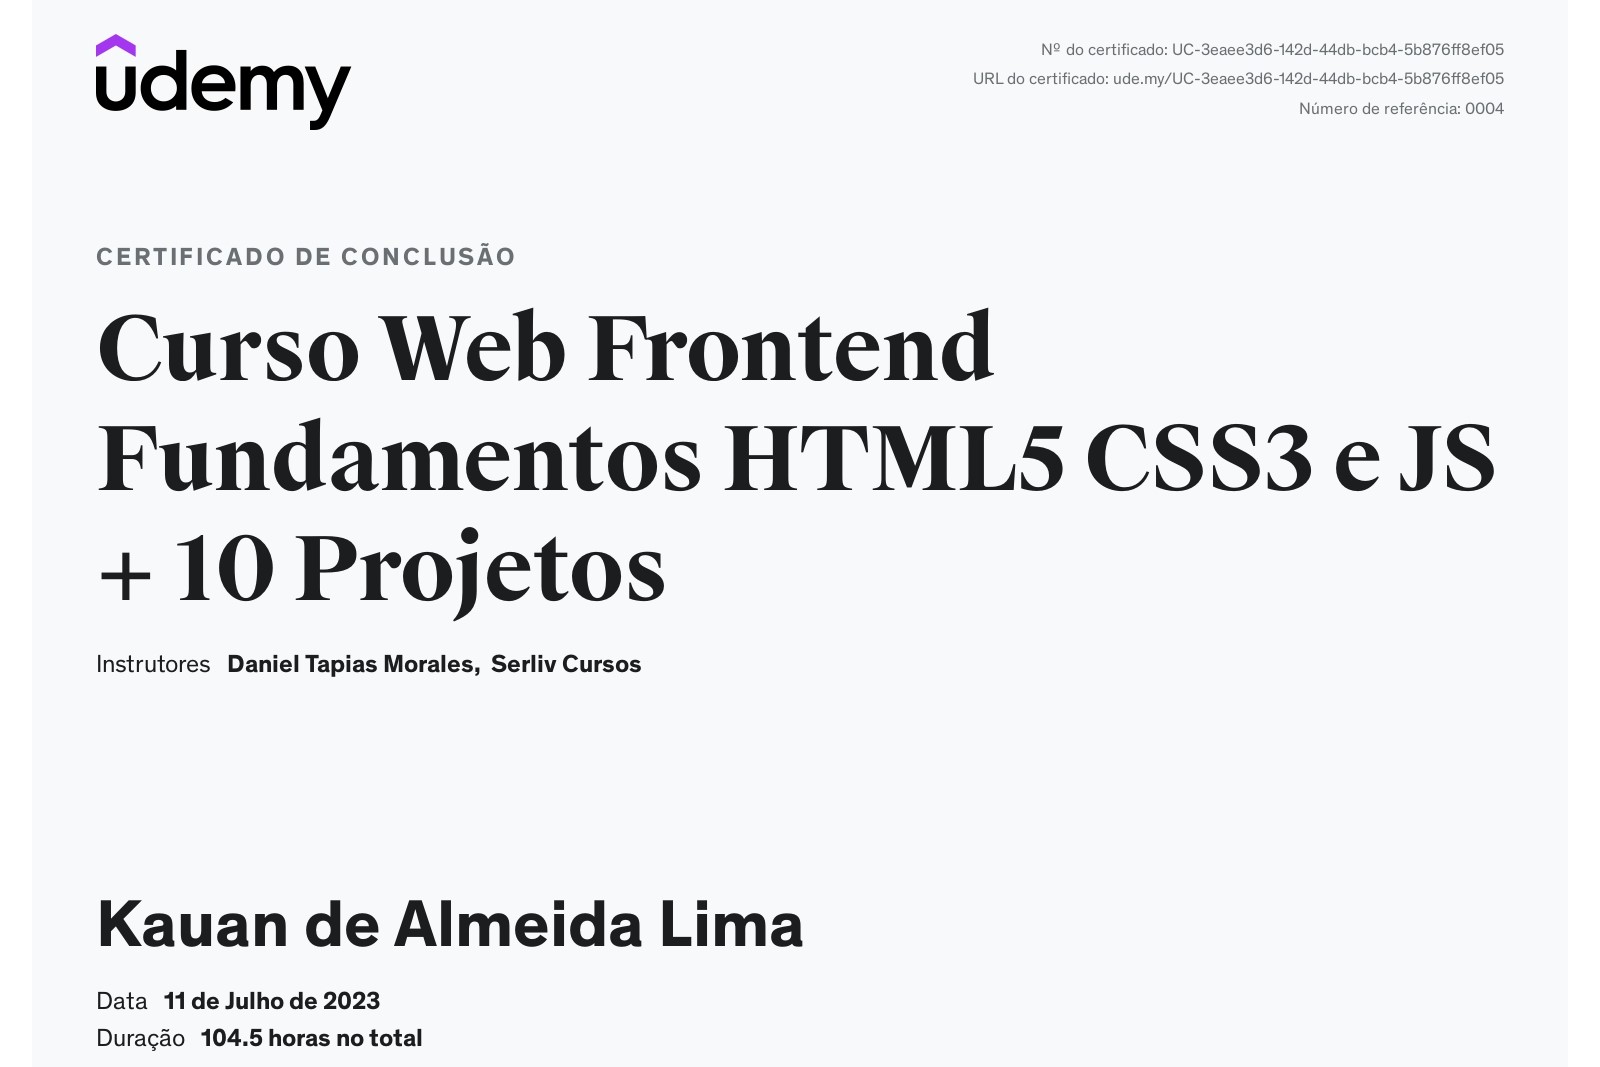 udemy
Nº do certificado: UC-3eaee3d6-142d-44db-bcb4-5b876ff8ef05
URL do certificado: ude.my/UC-3eaee3d6-142d-44db-bcb4-5b876ff8ef05
Número de referência: 0004
CERTIFICADO DE CONCLUSÃO
Curso Web Frontend
Fundamentos HTML5 CSS3 e JS
+ 10 Projetos
Instrutores Daniel Tapias Morales, Serliv Cursos
Kauan de Almeida Lima
Data 11 de Julho de 2023
Duração 104.5 horas no total